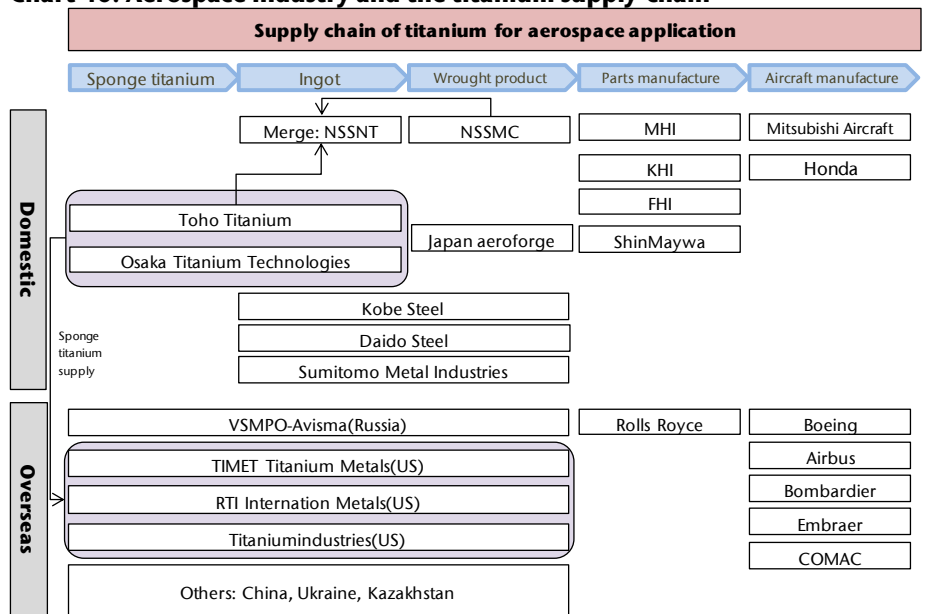 Supply chain of titanium for aerospace application
Sponge titanium
Ingot
Wrought product
Parts manufacture
Aircraft manufacture
Domestic
Merge: NSSNT
NSSMC
MHI
Mitsubishi Aircraft
KHI
Honda
FHI
Toho Titanium
Japan aeroforge
ShinMaywa
Osaka Titanium Technologies
Kobe Steel
Daido Steel
Sumitomo Metal Industries
Sponge
titanium
supply
Overseas
VSMPO-Avisma(Russia)
Rolls Royce
Boeing
TIMET Titanium Metals(US)
Airbus
RTI Internation Metals(US)
Bombardier
Titaniumindustries(US)
Embraer
COMAC
Others: China, Ukraine, Kazakhstan